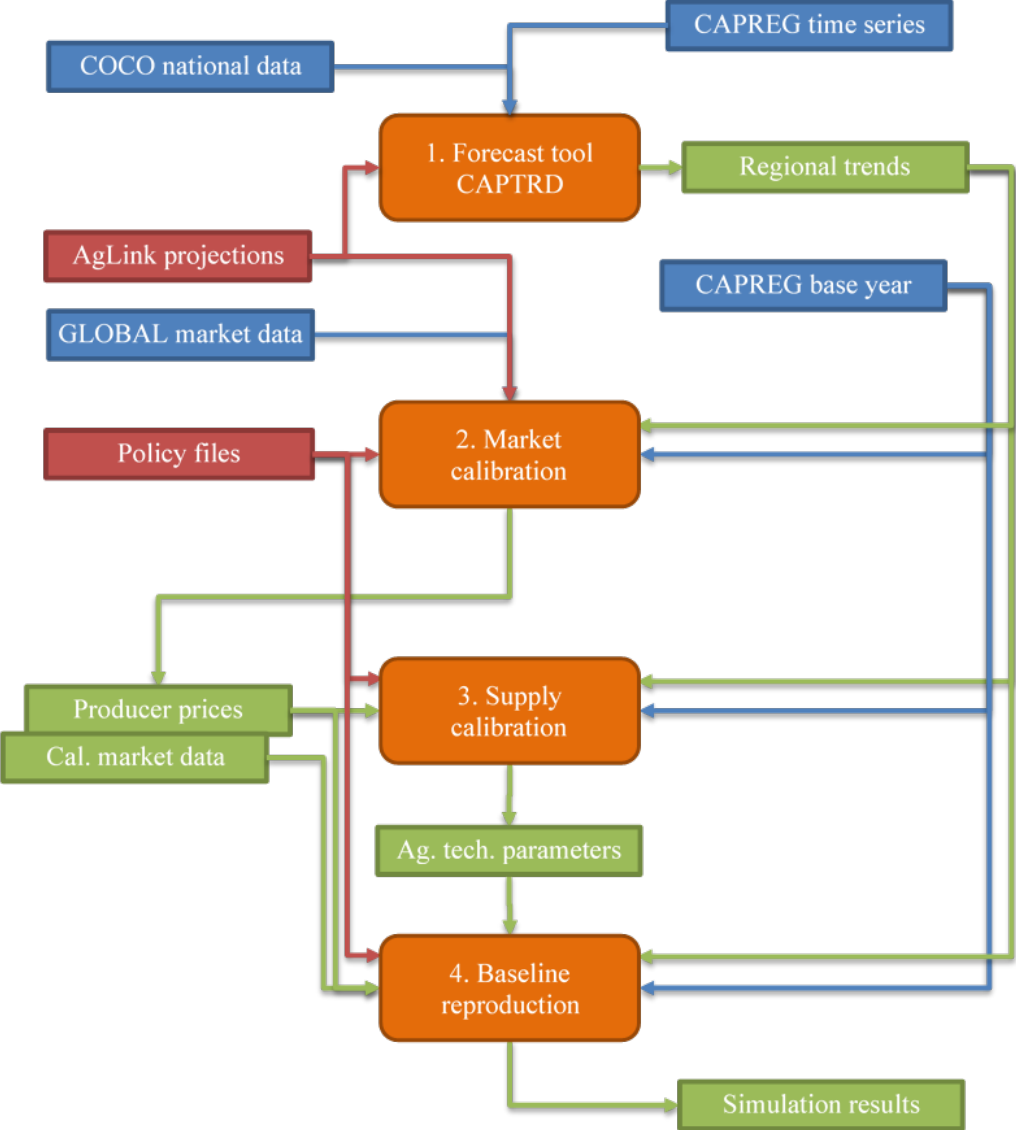 CAPREG time series
COCO national data
1. Forecast tool
CAPTRD
Regional trends
AgLink projections
CAPREG base year
GLOBAL market data
2. Market
calibration
Policy files
3. Supply
calibration
Producer prices
Cal. market data
Ag. tech. parameters
4. Baseline
reproduction
Simulation results